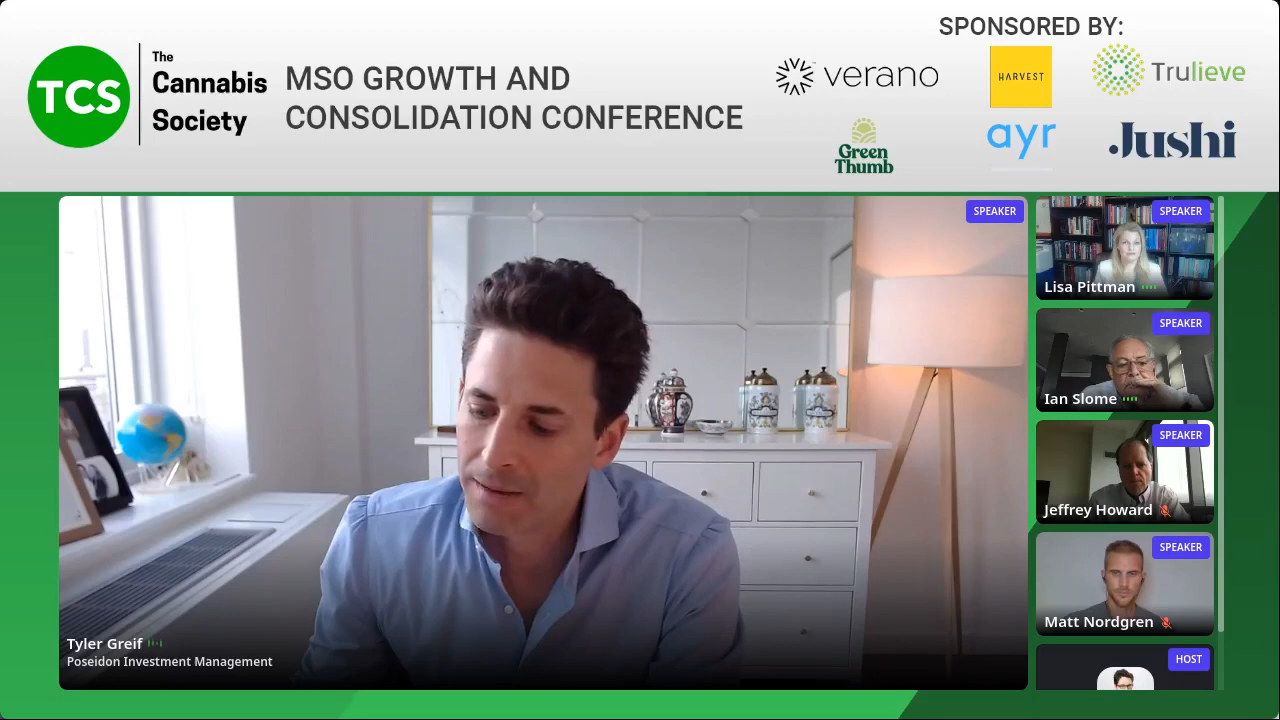 TCS
The
Cannabis
Society
MSO GROWTH AND
CONSOLIDATION CONFERENCE
SPONSORED BY:
verano
HARVEST
Trulieve
Green
Thumb
ayr
Jushi
SPEAKER
Tyler Greif
Poseidon Investment Management
SPEAKER
Lisa Pittman
SPEAKER
Ian Slome
SPEAKER
Jeffrey Howard
SPEAKER
Matt Nordgren
HOST